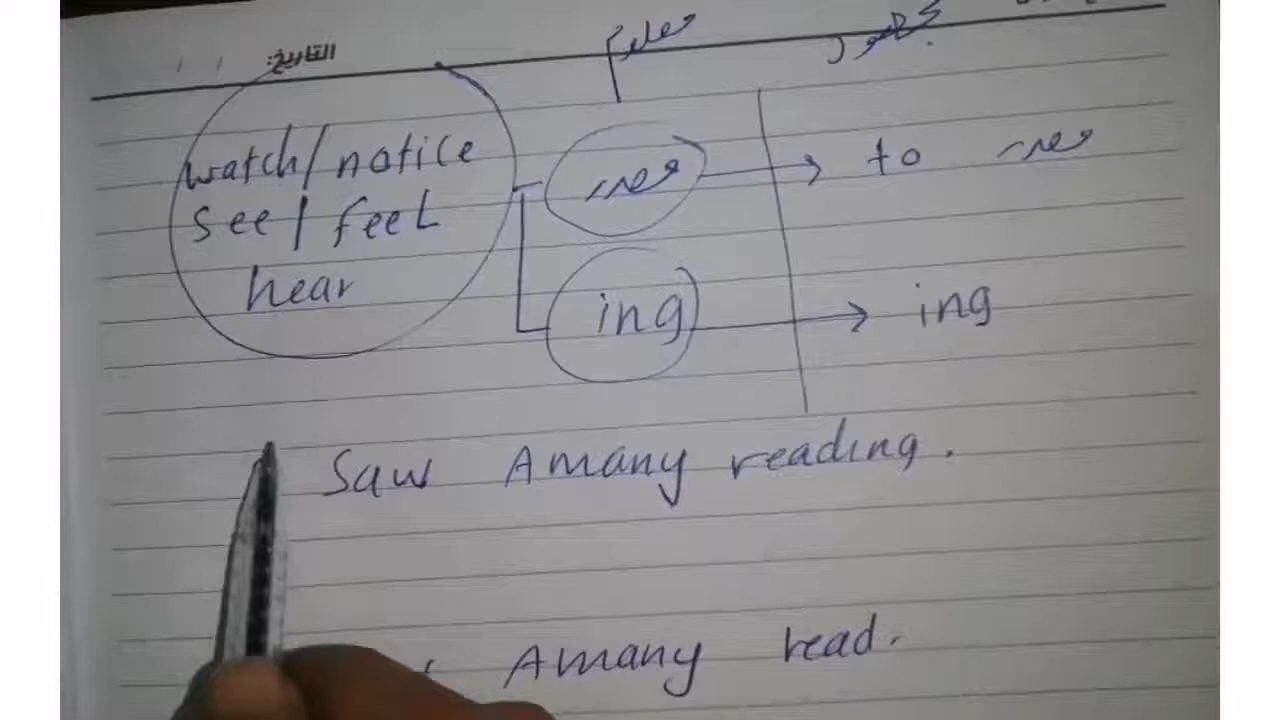 معلوم مجهول
التاريخ: / /
watch/notice
see/feel
hear
مصدر → to مصدر
ing → ing
Saw Amany reading.
Amany read.